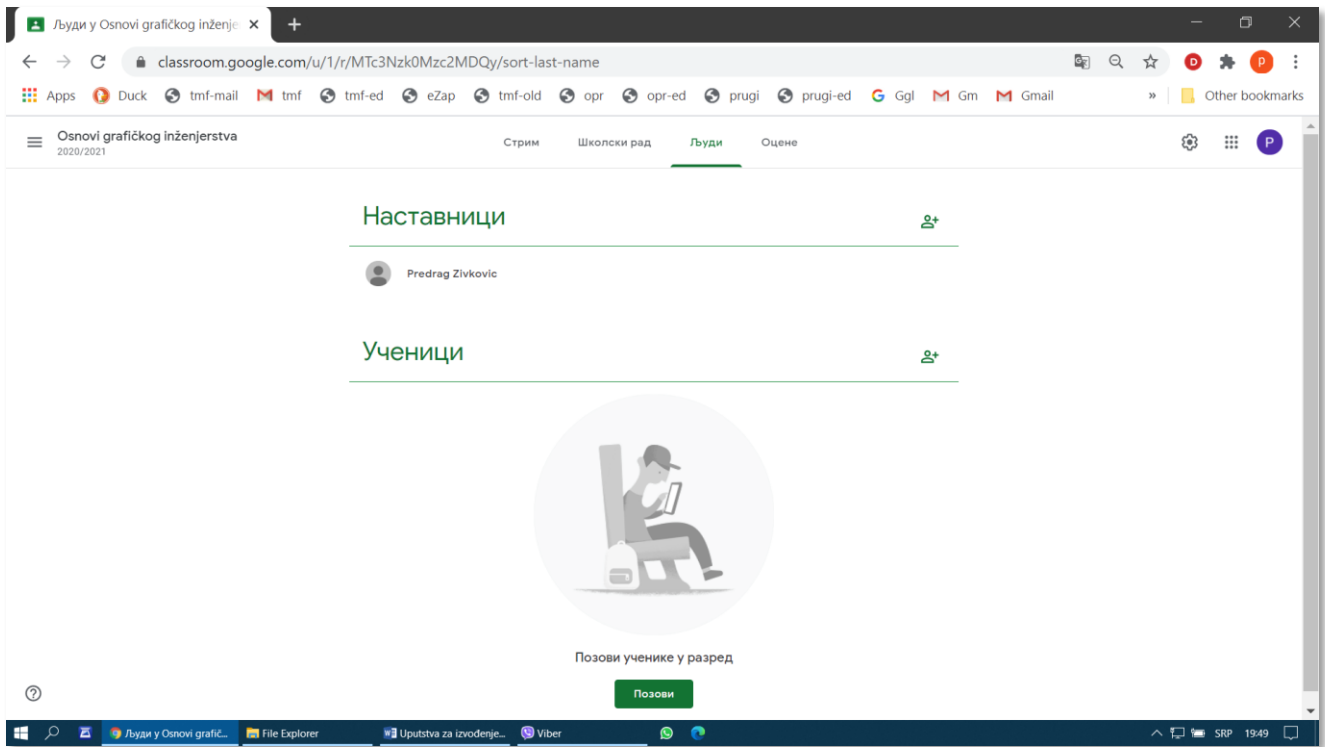 Људи у Osnovi grafičkog inženje
classroom.google.com/u/1/r/MTc3Nzk0Mzc2MDQy/sort-last-name
Apps Duck tmf-mail tmf tmf-ed eZap tmf-old opr opr-ed prugi prugi-ed Ggl Gm Gmail » Other bookmarks
Osnovi grafičkog inženjerstva
2020/2021
Стрим Школски рад Људи Оцене
P
Наставници
Predrag Zivkovic
Ученици
Позови ученике у разред
Позови
Људи у Osnovi grafič... File Explorer Uputstva za izvođenje... Viber SRP 1949